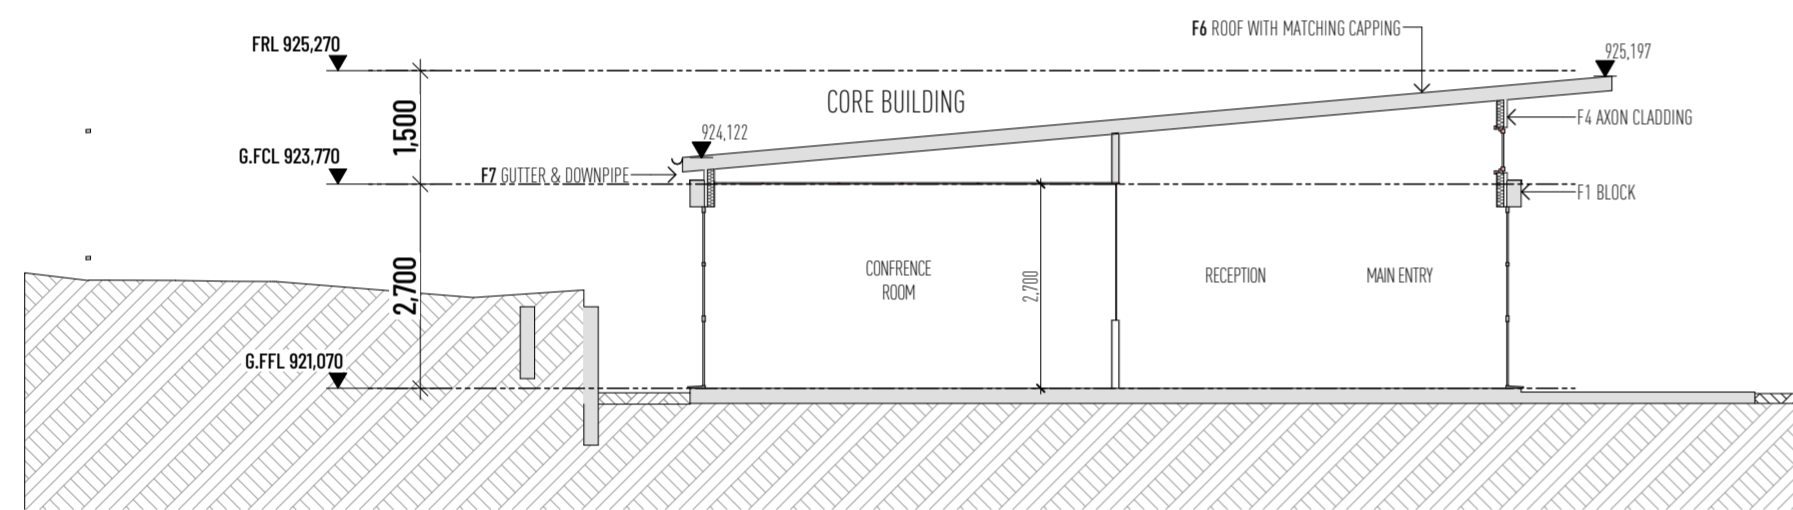 F6 ROOF WITH MATCHING CAPPING
FRL 925,270
925,197
CORE BUILDING
1,500
924,122
F4 AXON CLADDING
G.FCL 923,770
F7 GUTTER & DOWNPIPE
F1 BLOCK
2,700
CONFRENCE
ROOM
2,700
RECEPTION
MAIN ENTRY
G.FFL 921,070